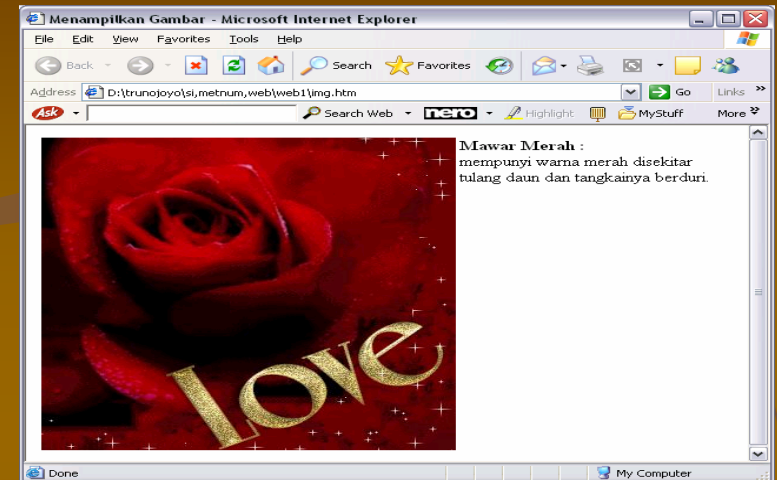 Menampilkan Gambar - Microsoft Internet Explorer
File Edit View Favorites Tools Help
Back Search Favorites
Address D:\trunojoyo\si,metnum,web\web1\img.htm Go Links »
Ask Search Web nero Highlight MyStuff More
Mawar Merah :
mempunyi warna merah disekitar
tulang daun dan tangkainya berduri.
Love
Done My Computer